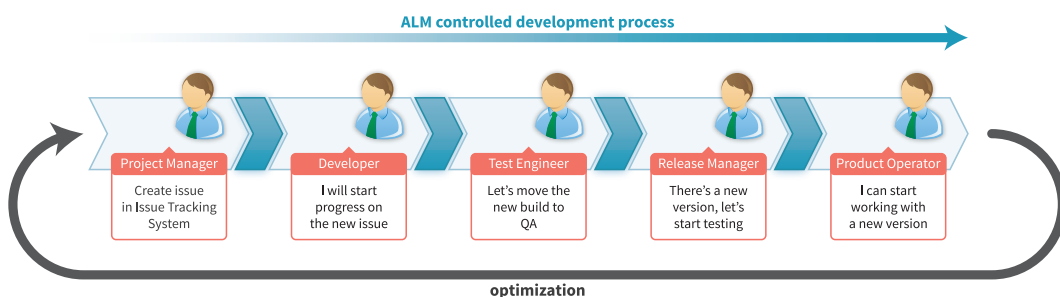 ALM controlled development process
Project Manager
Create issue
in Issue Tracking
System
Developer
I will start
progress on
the new issue
Test Engineer
Let's move the
new build to
QA
Release Manager
There's a new
version, let's
start testing
Product Operator
I can start
working with
a new version
optimization